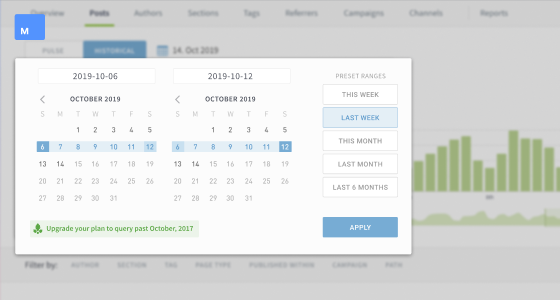 Overview Posts Authors Sections Tags Referrers Campaigns Channels Reports
M
HISTORICAL 14. Oct 2019
2019-10-06 2019-10-12 PRESET RANGES
OCTOBER 2019 OCTOBER 2019 THIS WEEK
S M T W T F S S M T W T F S LAST WEEK
1 2 3 4 5 1 2 3 4 5 THIS MONTH
6 7 8 9 10 11 12 6 7 8 9 10 11 12 LAST MONTH
13 14 15 16 17 18 19 13 14 15 16 17 18 19 LAST 6 MONTHS
20 21 22 23 24 25 26 20 21 22 23 24 25 26
27 28 29 30 31 27 28 29 30 31
Upgrade your plan to query past October, 2017 APPLY
Filter by: AUTHOR SECTION TAG PAGE TYPE PUBLISHED WITHIN CAMPAIGN PATH